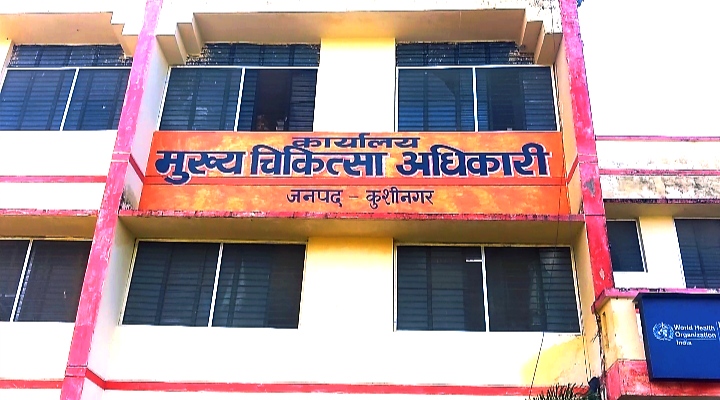 कार्यालय
मुख्य चिकित्सा अधिकारी
जनपद - कुशीनगर
World Health
Organization
India